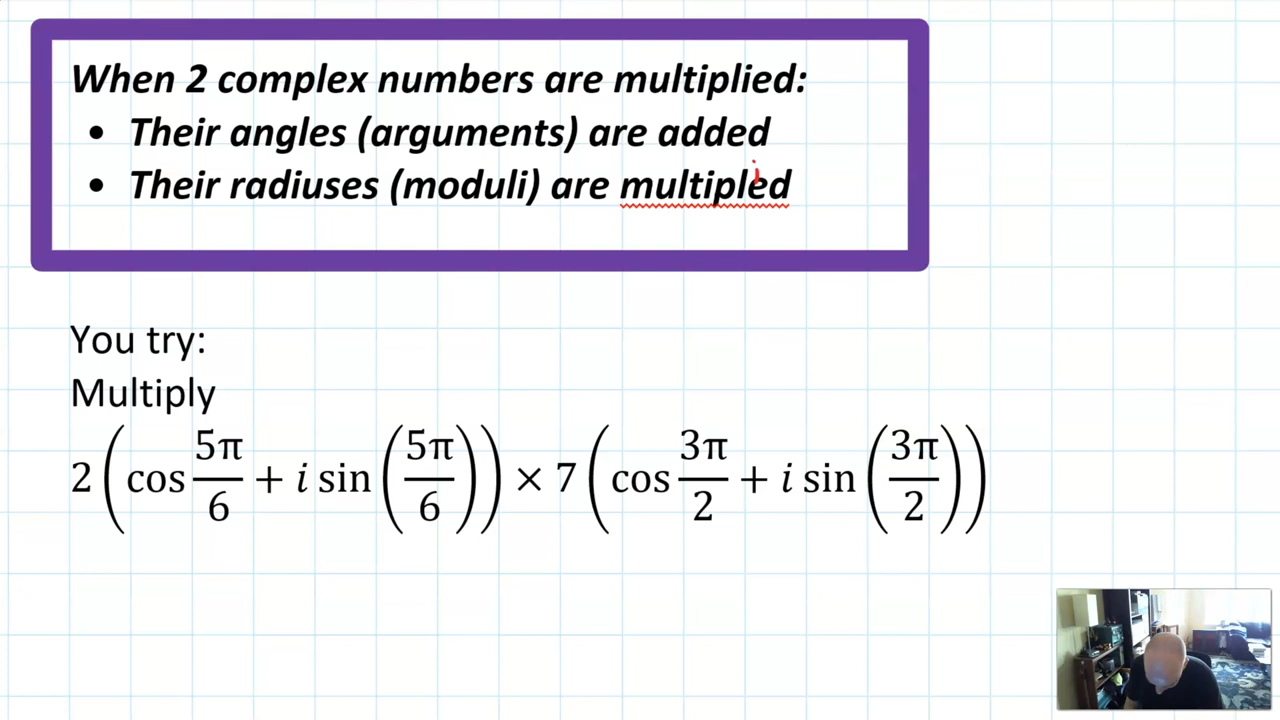 When 2 complex numbers are multiplied:
• Their angles (arguments) are added
• Their radiuses (moduli) are multipled
i
You try:
Multiply
2(cos 5π/6 + i sin(5π/6)) × 7(cos 3π/2 + i sin(3π/2))